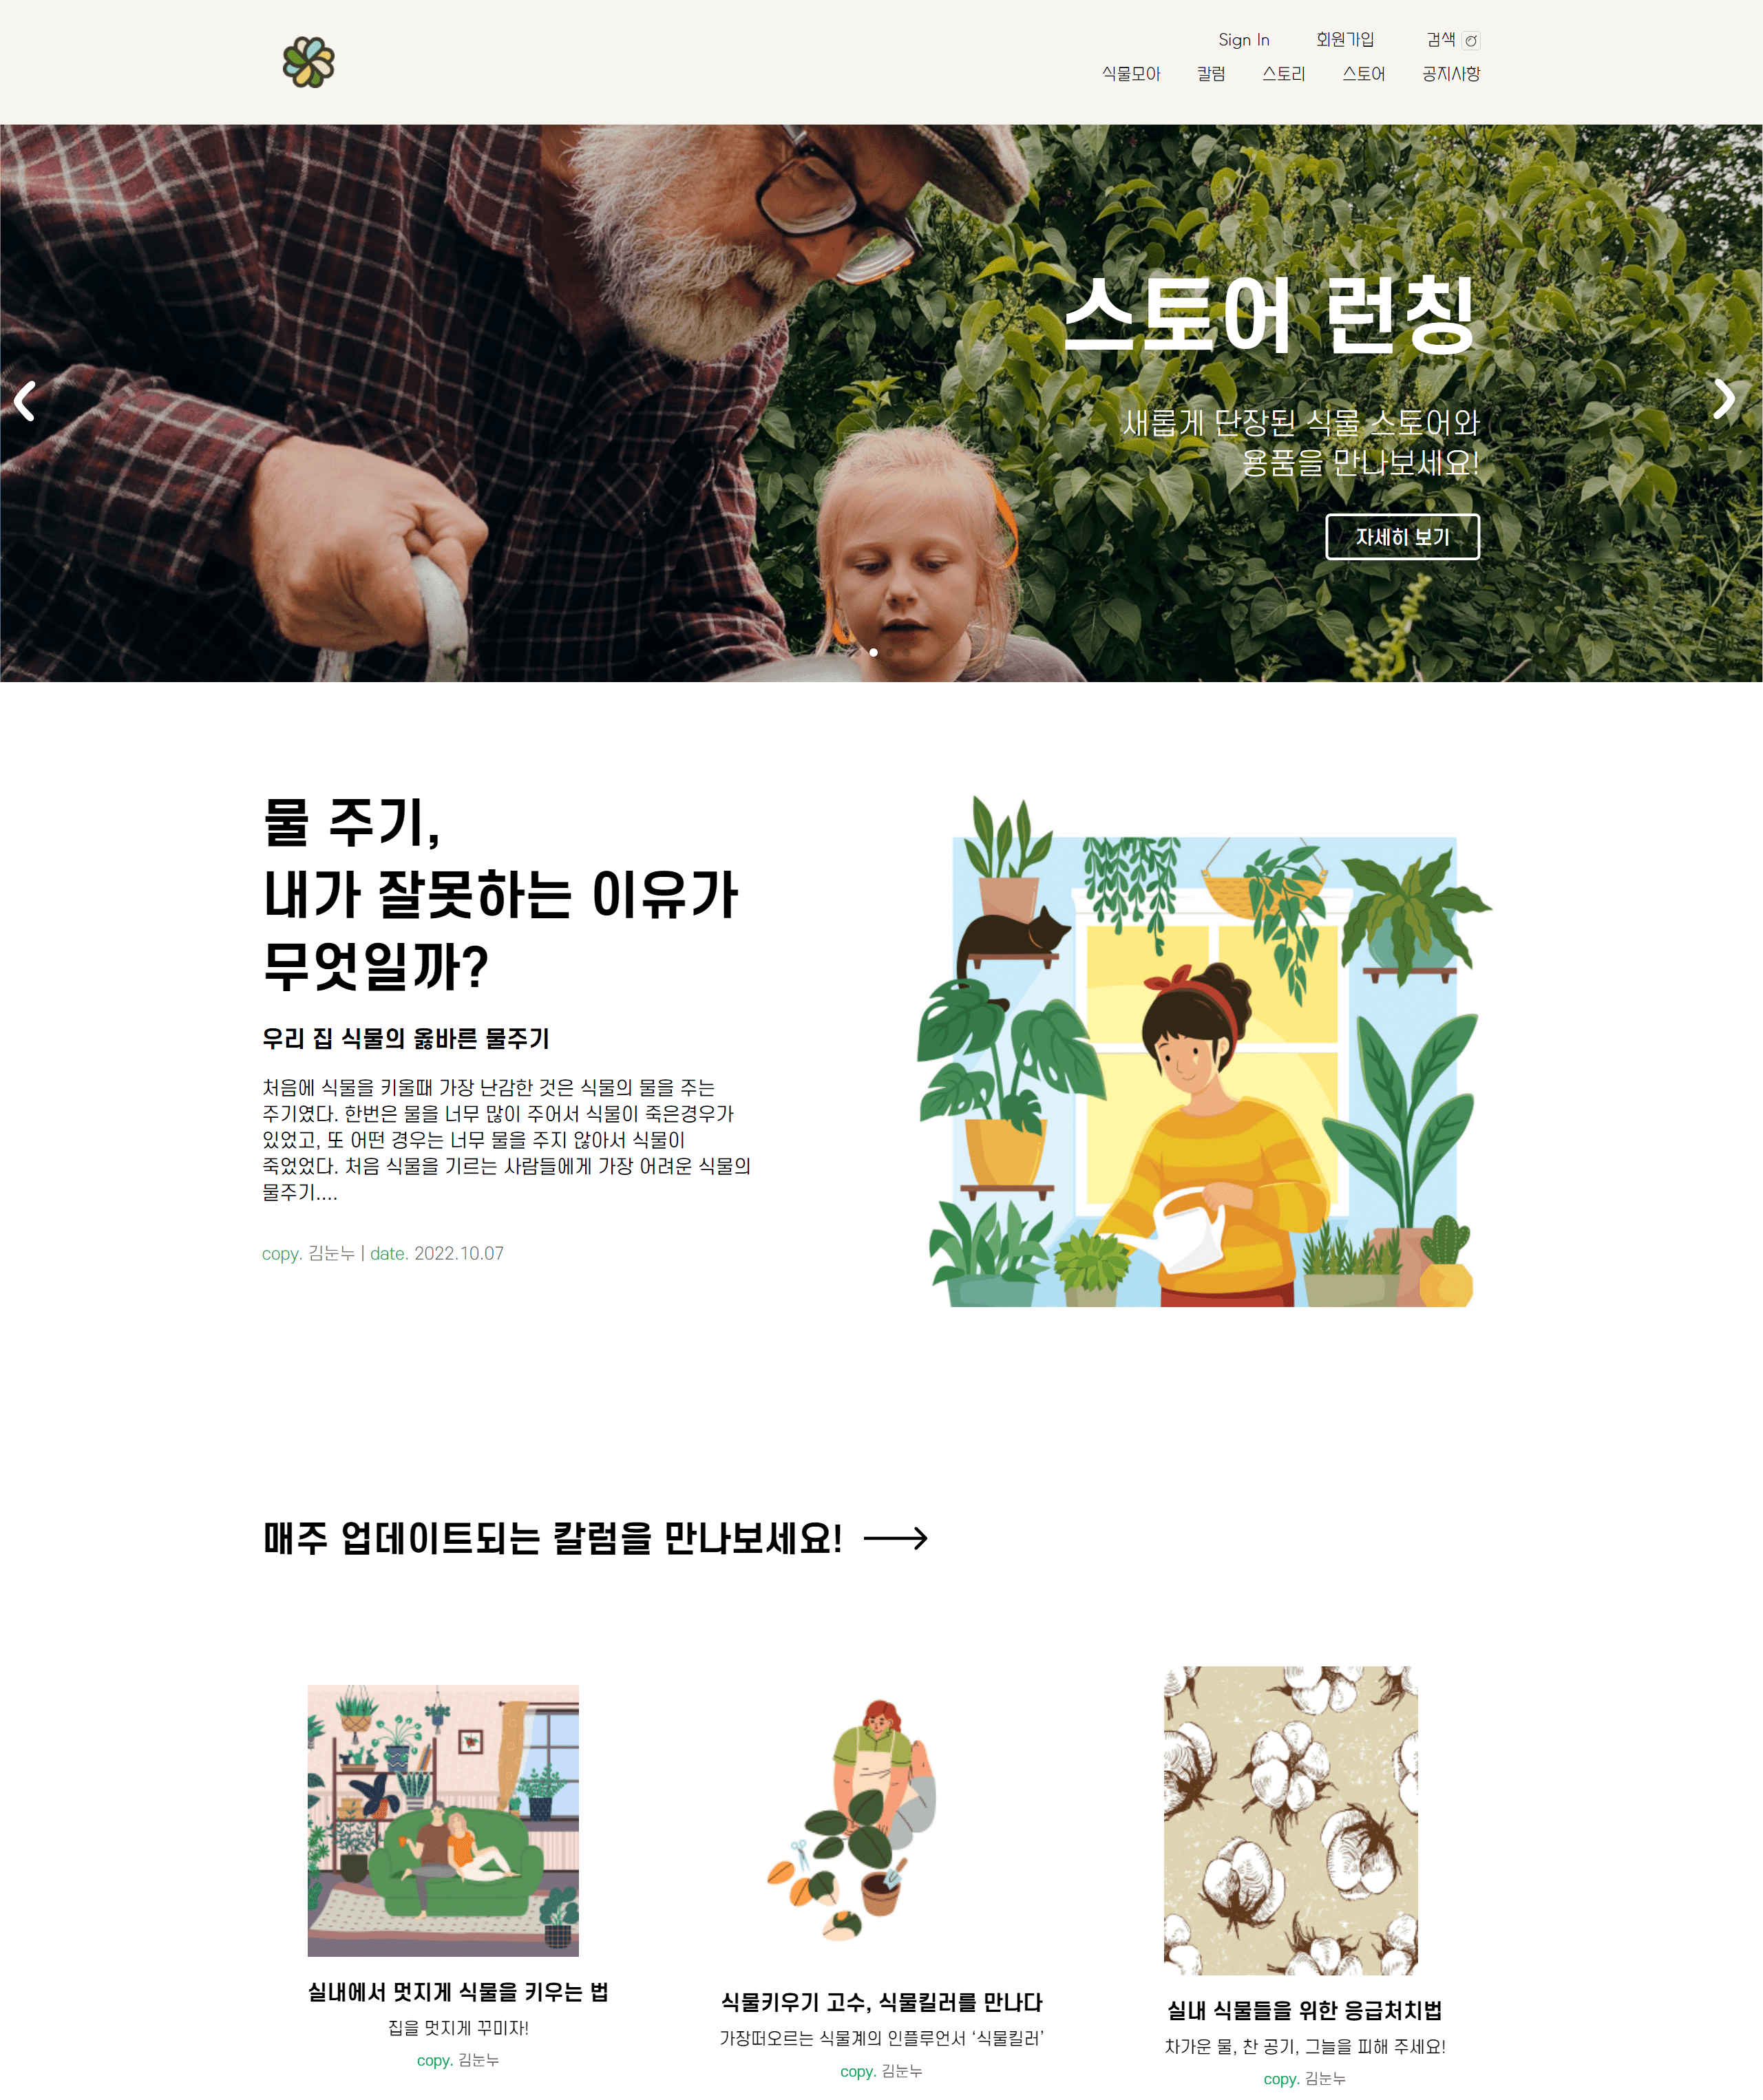 Sign In 회원가입 검색
식물모아 칼럼 스토리 스토어 공지사항
스토어 런칭
새롭게 단장된 식물 스토어와
용품을 만나보세요!
자세히 보기
물 주기,
내가 잘못하는 이유가
무엇일까?
우리 집 식물의 옳바른 물주기
처음에 식물을 키울때 가장 난감한 것은 식물의 물을 주는
주기였다. 한번은 물을 너무 많이 주어서 식물이 죽은경우가
있었고, 또 어떤 경우는 너무 물을 주지 않아서 식물이
죽었었다. 처음 식물을 기르는 사람들에게 가장 어려운 식물의
물주기....
copy. 김눈누 | date. 2022.10.07
매주 업데이트되는 칼럼을 만나보세요!
실내에서 멋지게 식물을 키우는 법
집을 멋지게 꾸미자!
copy. 김눈누
식물키우기 고수, 식물킬러를 만나다
가장떠오르는 식물계의 인플루언서 ‘식물킬러’
copy. 김눈누
실내 식물들을 위한 응급처치법
차가운 물, 찬 공기, 그늘을 피해 주세요!
copy. 김눈누